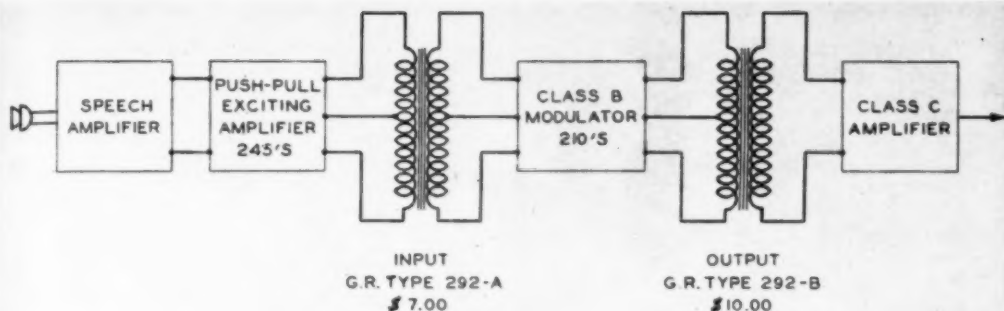 SPEECH
AMPLIFIER
PUSH-PULL
EXCITING
AMPLIFIER
245'S
CLASS B
MODULATOR
210'S
CLASS C
AMPLIFIER
INPUT
G.R. TYPE 292-A
$7.00
OUTPUT
G.R. TYPE 292-B
$10.00